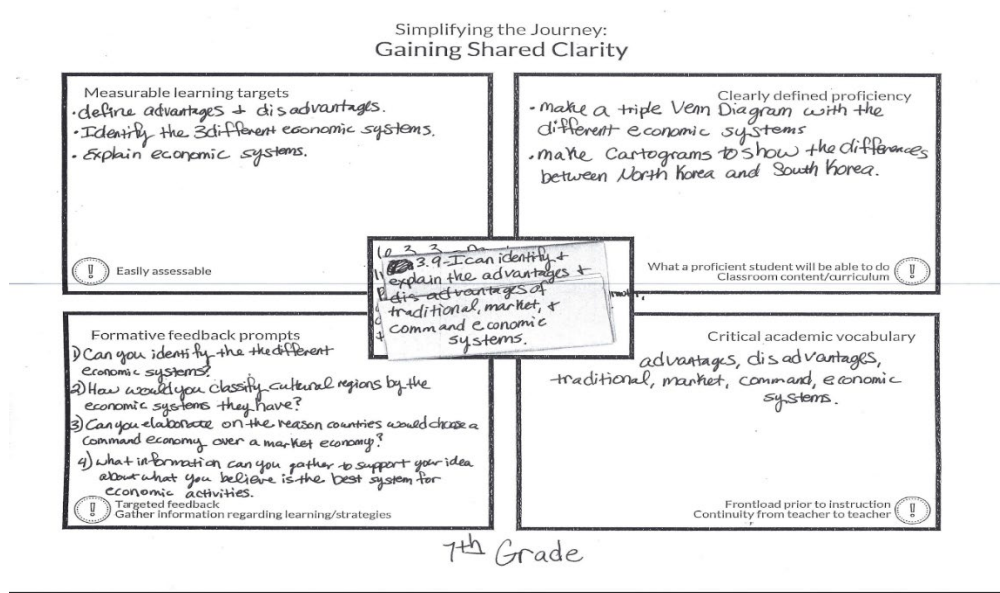 Simplifying the Journey:
Gaining Shared Clarity
Measurable learning targets
• define advantages + disadvantages.
• Identify the 3 different economic systems.
• Explain economic systems.
Easily assessable
Clearly defined proficiency
• make a triple Venn Diagram with the
different economic systems
• make Cartograms to show the differences
between North Korea and South Korea.
What a proficient student will be able to do
Classroom content/curriculum
6.3.3
3.9-I can identify +
explain the advantages +
dis-advantages of
traditional, market, +
command economic
systems.
Formative feedback prompts
1) Can you identify the the different
economic systems?
2) How would you classify cultural regions by the
economic systems they have?
3) Can you elaborate on the reason countries would choose a
command economy over a market economy?
4) what information can you gather to support your idea
about what you believe is the best system for
economic activities.
Targeted feedback
Gather information regarding learning/strategies
Critical academic vocabulary
advantages, disadvantages,
traditional, market, command, economic
systems.
Frontload prior to instruction
Continuity from teacher to teacher
7th Grade